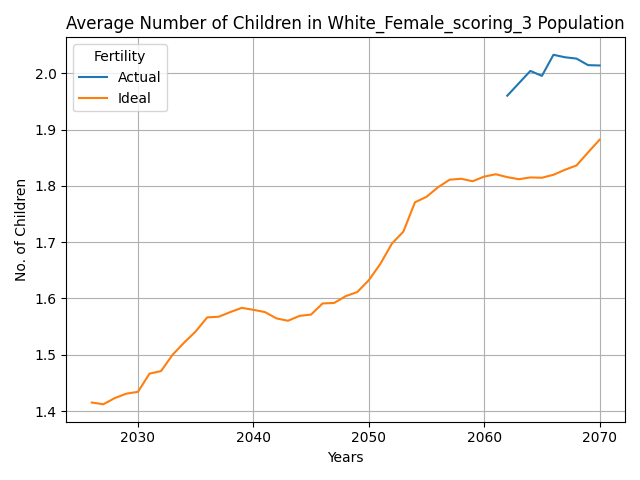 Average Number of Children in White_Female_scoring_3 Population
Fertility
Actual
Ideal
2.0
1.9
1.8
1.7
1.6
1.5
1.4
No. of Children
2030
2040
2050
2060
2070
Years